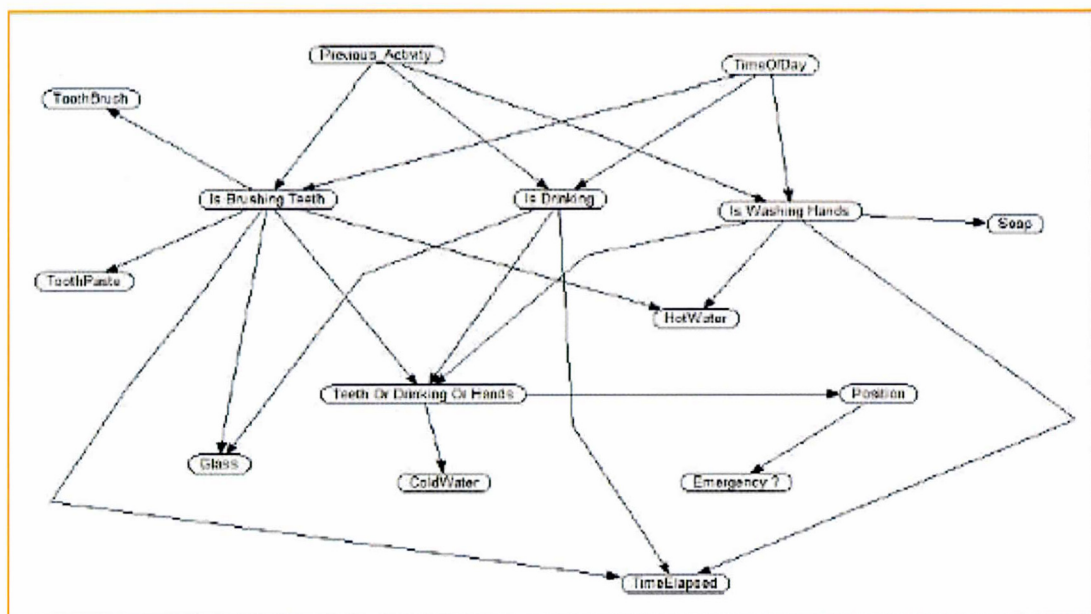 Previous_Activity
TimeOfDay
ToothBrush
Is Brushing Teeth
Is Drinking
Is Washing Hands
Soap
ToothPaste
HotWater
Teeth Or Drinking Or Hands
Position
Glass
ColdWater
Emergency ?
TimeElapsed